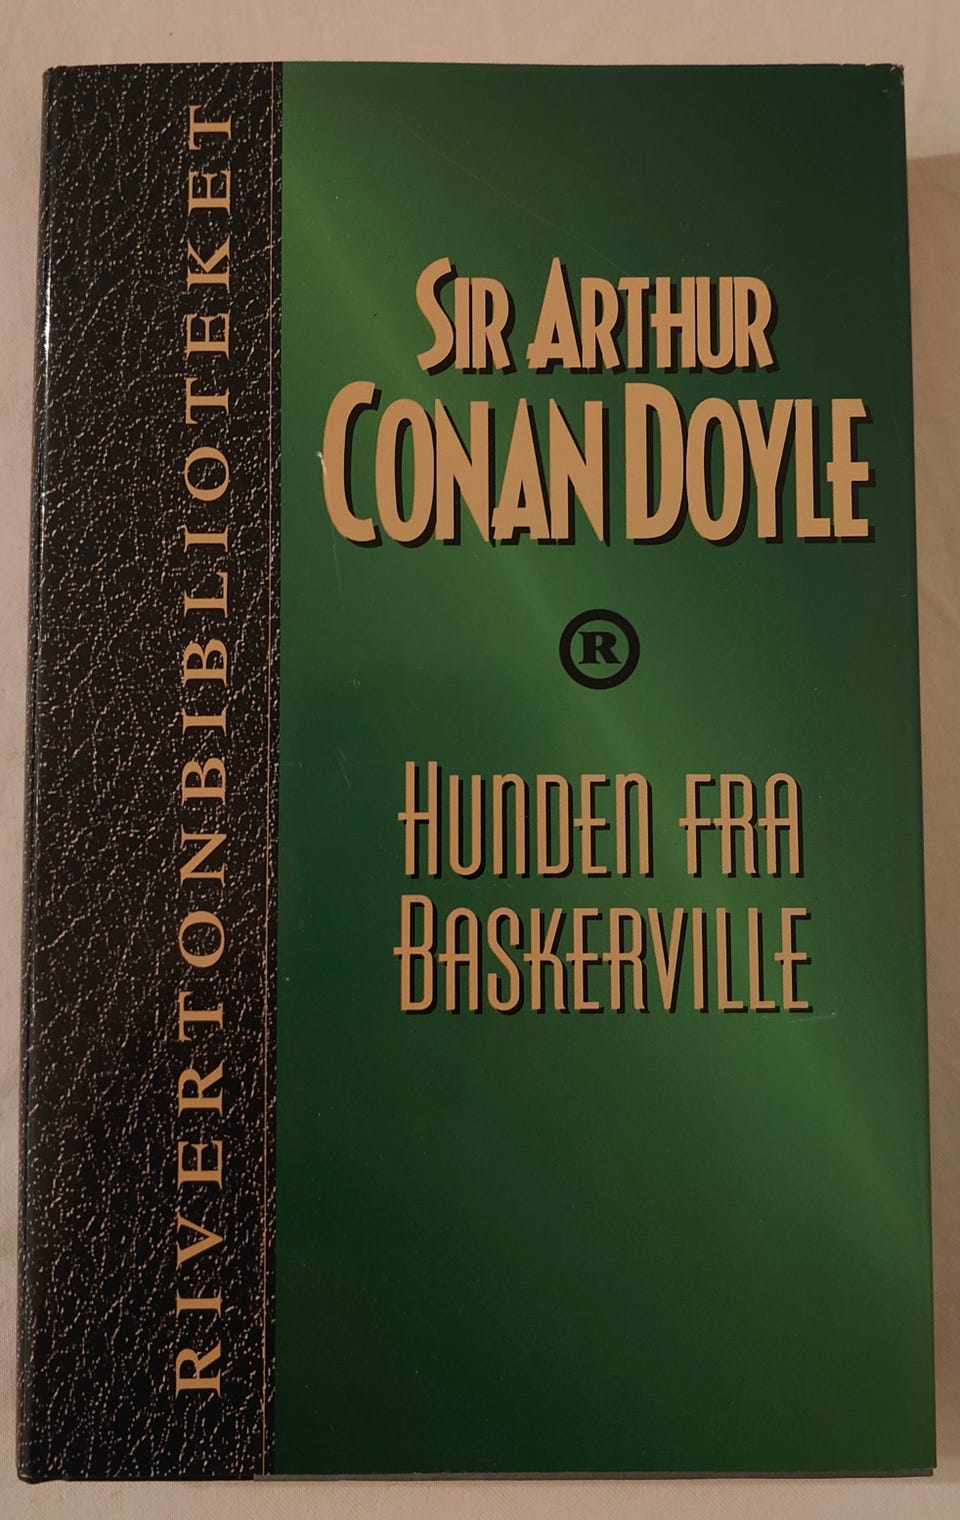 RIVERTONBIBLIOTEKET
SIR ARTHUR
CONAN DOYLE
R
HUNDEN FRA
BASKERVILLE